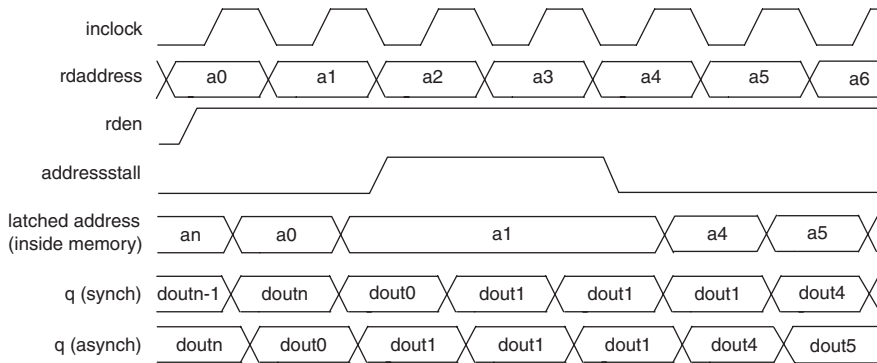 inclock
rdaddress a0 a1 a2 a3 a4 a5 a6
rden
addressstall
latched address
(inside memory) an a0 a1 a4 a5
q (synch) doutn-1 doutn dout0 dout1 dout1 dout1 dout4
q (asynch) doutn dout0 dout1 dout1 dout1 dout4 dout5